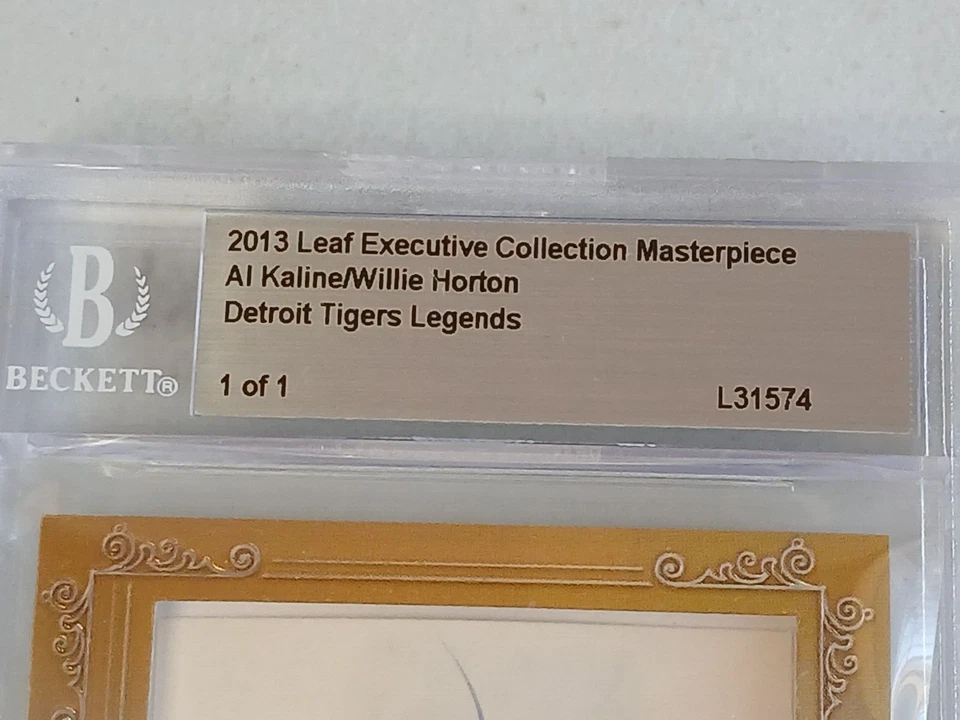 2013 Leaf Executive Collection Masterpiece
Al Kaline/Willie Horton
Detroit Tigers Legends
1 of 1
L31574
B
BECKETT®